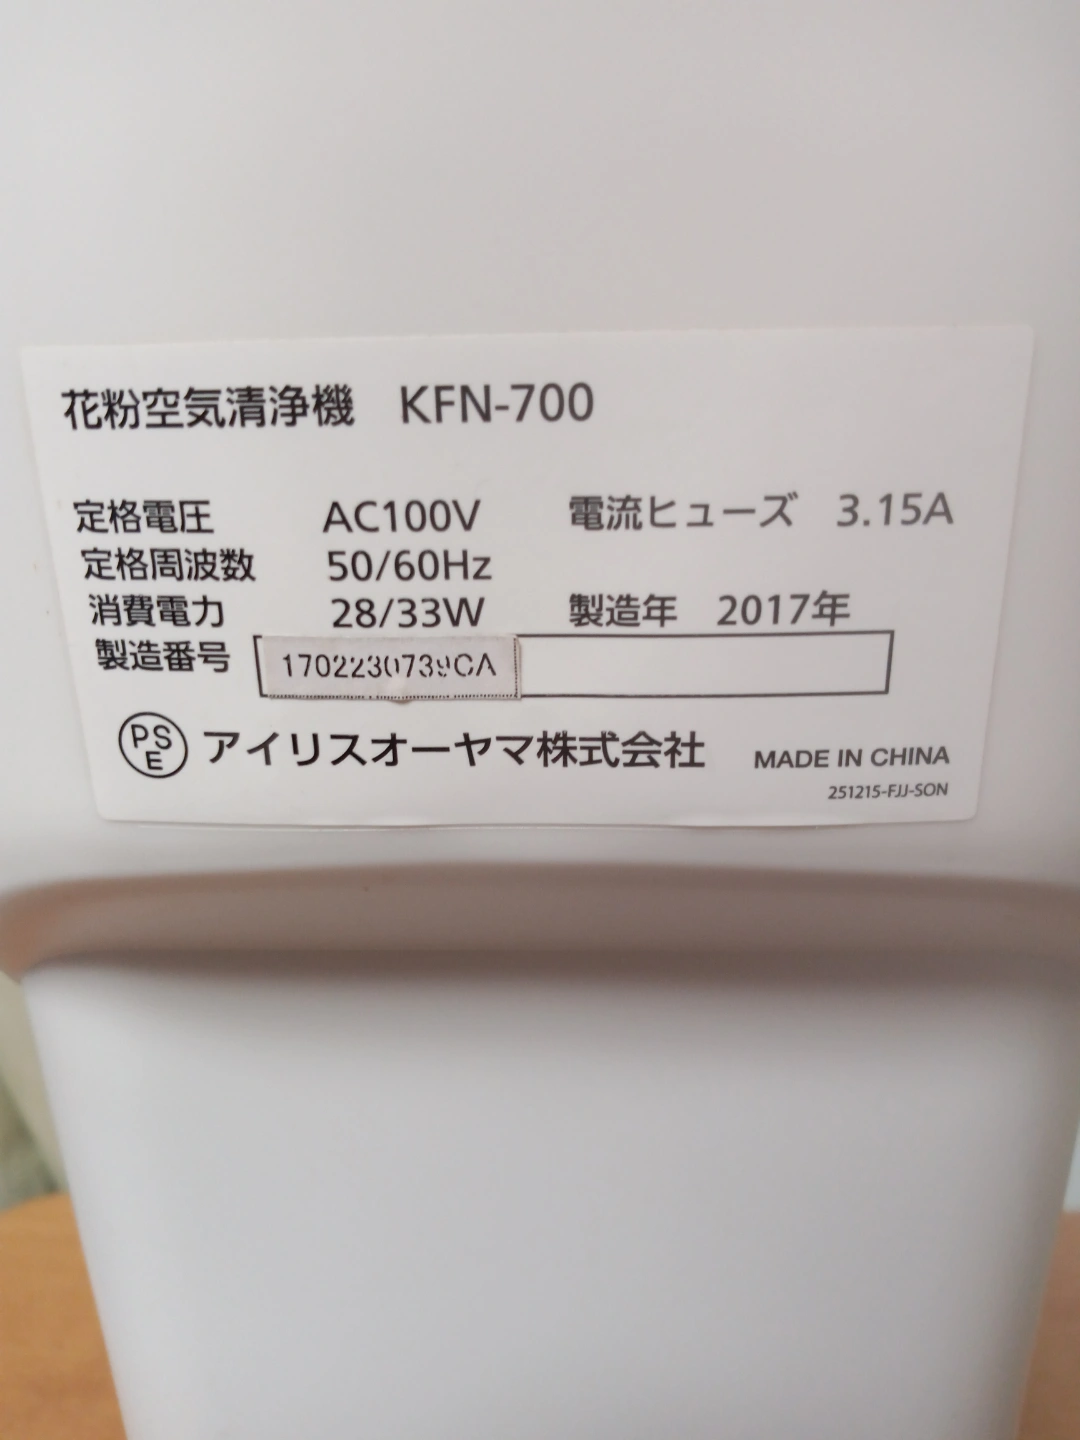 花粉空気清浄機 KFN-700
定格電圧 AC100V 電流ヒューズ 3.15A
定格周波数 50/60Hz
消費電力 28/33W 製造年 2017年
製造番号 1702230739CA
PSE アイリスオーヤマ株式会社 MADE IN CHINA
251215-FJJ-SON